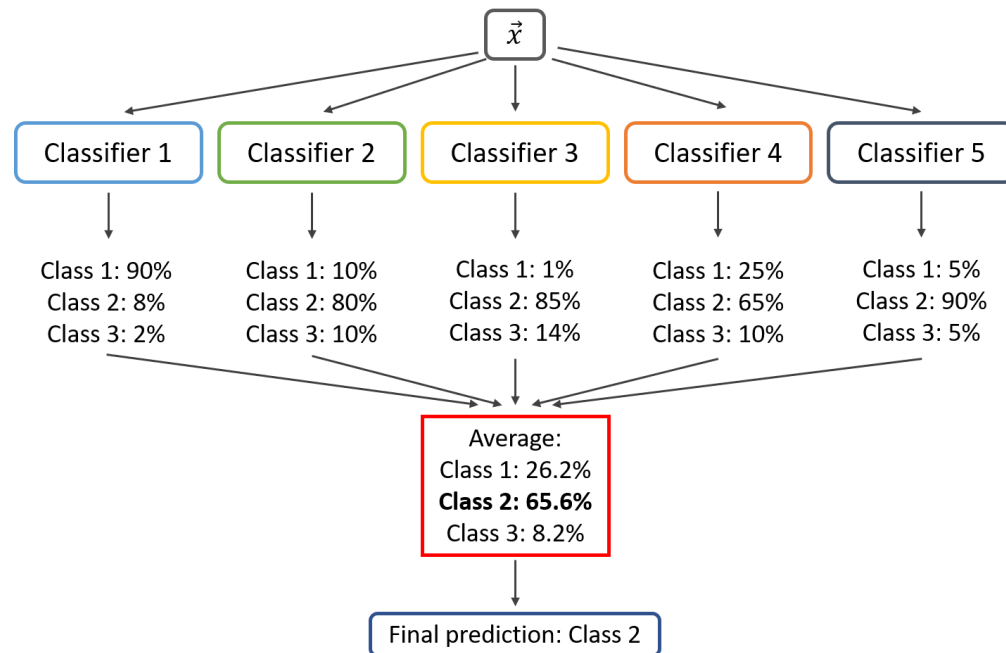 x⃗
Classifier 1
Classifier 2
Classifier 3
Classifier 4
Classifier 5
Class 1: 90%
Class 2: 8%
Class 3: 2%
Class 1: 10%
Class 2: 80%
Class 3: 10%
Class 1: 1%
Class 2: 85%
Class 3: 14%
Class 1: 25%
Class 2: 65%
Class 3: 10%
Class 1: 5%
Class 2: 90%
Class 3: 5%
Average:
Class 1: 26.2%
Class 2: 65.6%
Class 3: 8.2%
Final prediction: Class 2